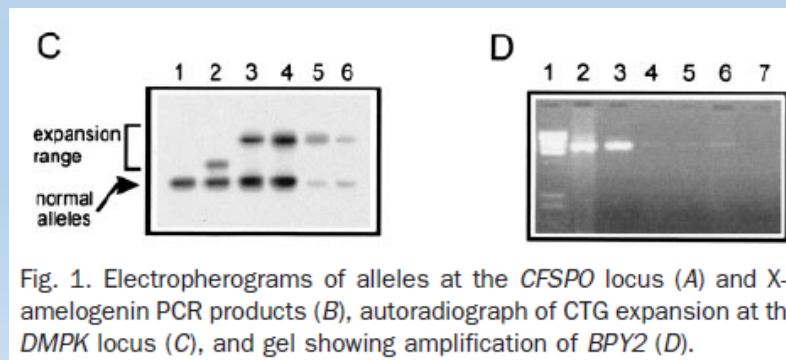 C
1 2 3 4 5 6
expansion
range
normal
alleles
D
1 2 3 4 5 6 7
Fig. 1. Electropherograms of alleles at the CFSPO locus (A) and X-
amelogenin PCR products (B), autoradiograph of CTG expansion at th
DMPK locus (C), and gel showing amplification of BPY2 (D).